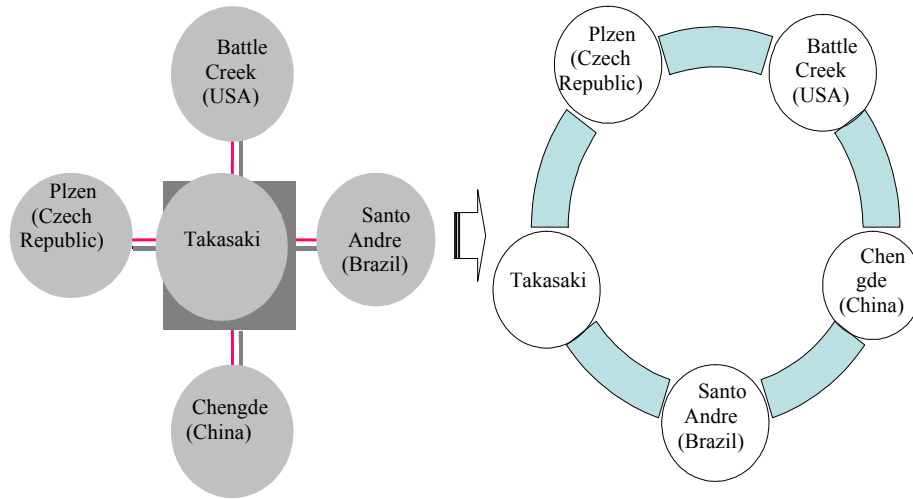 Battle
Creek
(USA)
Plzen
(Czech
Republic)
Takasaki
Santo
Andre
(Brazil)
Chengde
(China)
Plzen
(Czech
Republic)
Battle
Creek
(USA)
Takasaki
Chen
gde
(China)
Santo
Andre
(Brazil)